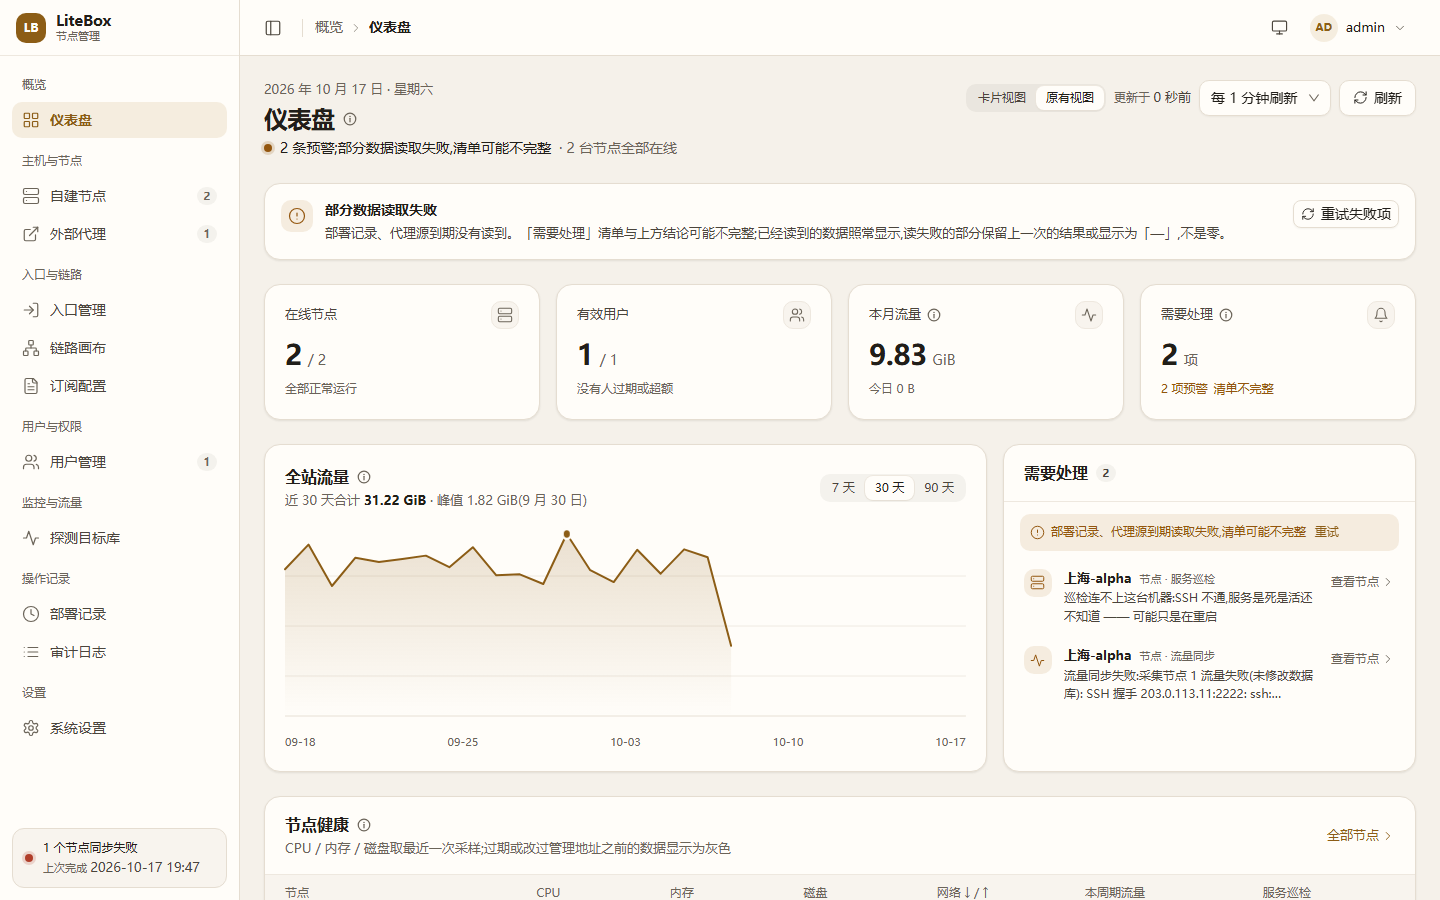 LB
LiteBox
节点管理
概览
仪表盘
主机与节点
自建节点 2
外部代理 1
入口与链路
入口管理
链路画布
订阅配置
用户与权限
用户管理 1
监控与流量
探测目标库
操作记录
部署记录
审计日志
设置
系统设置
1 个节点同步失败
上次完成 2026-10-17 19:47
概览 > 仪表盘
AD admin
2026 年 10 月 17 日 · 星期六
仪表盘
2 条预警;部分数据读取失败,清单可能不完整 · 2 台节点全部在线
卡片视图 原有视图 更新于 0 秒前 每 1 分钟刷新 刷新
部分数据读取失败
部署记录、代理源到期没有读到。「需要处理」清单与上方结论可能不完整;已经读到的数据照常显示,读失败的部分保留上一次的结果或显示为「—」,不是零。
重试失败项
在线节点
2 / 2
全部正常运行
有效用户
1 / 1
没有人过期或超额
本月流量
9.83 GiB
今日 0 B
需要处理
2 项
2 项预警 清单不完整
全站流量
近 30 天合计 31.22 GiB · 峰值 1.82 GiB(9 月 30 日)
7 天 30 天 90 天
09-18 09-25 10-03 10-10 10-17
需要处理 2
部署记录、代理源到期读取失败,清单可能不完整 重试
上海-alpha 节点 · 服务巡检
巡检连不上这台机器:SSH 不通,服务是死是活还
不知道 —— 可能只是在重启
查看节点
上海-alpha 节点 · 流量同步
流量同步失败:采集节点 1 流量失败(未修改数据
库): SSH 握手 203.0.113.11:2222: ssh:...
查看节点
节点健康
CPU / 内存 / 磁盘取最近一次采样;过期或改过管理地址之前的数据显示为灰色
全部节点
节点 CPU 内存 磁盘 网络↓/↑ 本周期流量 服务巡检